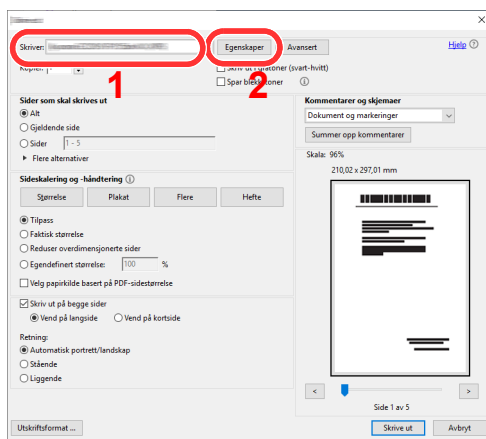 Skriver:
Egenskaper
Avansert
Hjelp
1
2
Kopier: 1
Skriv ut i gråtoner (svart-hvitt)
Spar blekk/toner
Sider som skal skrives ut
Alt
Gjeldende side
Sider 1 - 5
Flere alternativer
Sideskalering og -håndtering
Størrelse Plakat Flere Hefte
Tilpass
Faktisk størrelse
Reduser overdimensjonerte sider
Egendefinert størrelse: 100 %
Velg papirkilde basert på PDF-sidestørrelse
Skriv ut på begge sider
Vend på langside Vend på kortside
Retning:
Automatisk portrett/landskap
Stående
Liggende
Kommentarer og skjemaer
Dokument og markeringer
Summer opp kommentarer
Skala: 96%
210,02 x 297,01 mm
< >
Side 1 av 5
Utskriftsformat ...
Skrive ut
Avbryt